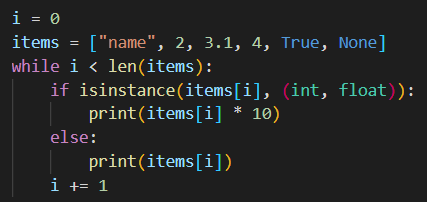 i = 0
items = ["name", 2, 3.1, 4, True, None]
while i < len(items):
    if isinstance(items[i], (int, float)):
        print(items[i] * 10)
    else:
        print(items[i])
    i += 1